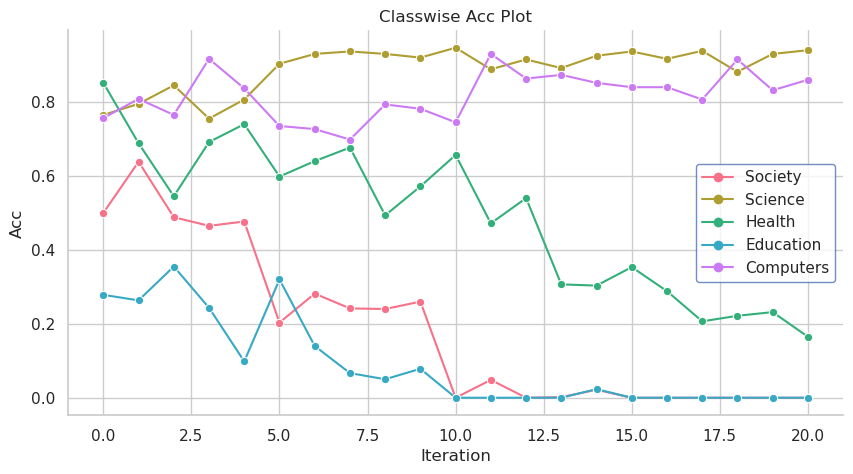 Classwise Acc Plot
Acc
0.8
0.6
0.4
0.2
0.0
Society
Science
Health
Education
Computers
0.0 2.5 5.0 7.5 10.0 12.5 15.0 17.5 20.0
Iteration